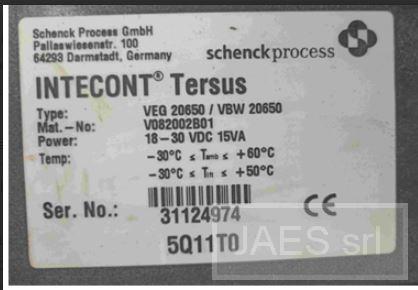 Schenck Process GmbH
Pallaswiesenstr. 100
64293 Darmstadt, Germany
schenckprocess
INTECONT® Tersus
Type: VEG 20650 / VBW 20650
Mat.-No: V082002B01
Power: 18-30 VDC 15VA
Temp: -30°C ≤ Tamb ≤ +60°C
-30°C ≤ Tin ≤ +50°C
Ser. No.: 31124974
CE
5Q11T0
JAES srl